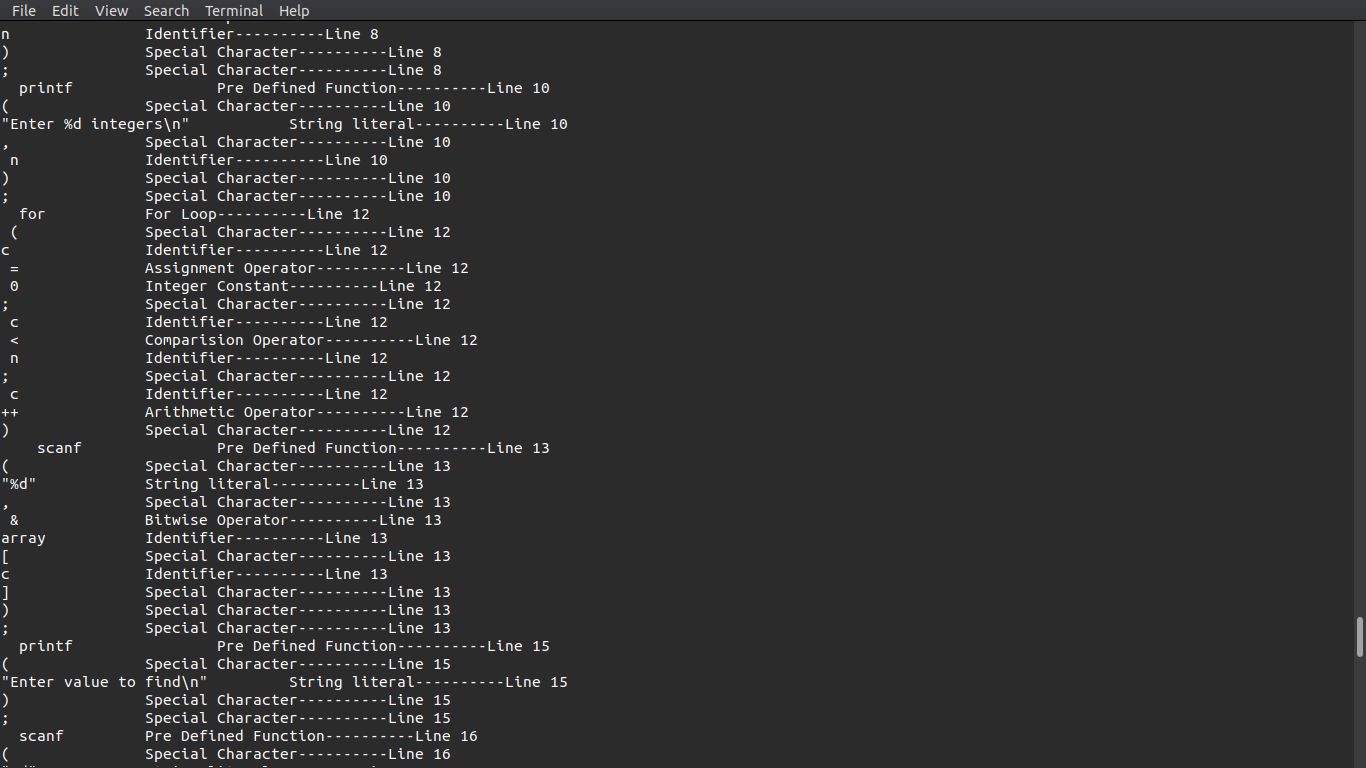 File Edit View Search Terminal Help
n Identifier----------Line 8
) Special Character----------Line 8
; Special Character----------Line 8
printf Pre Defined Function----------Line 10
( Special Character----------Line 10
"Enter %d integers\n" String literal----------Line 10
, Special Character----------Line 10
n Identifier----------Line 10
) Special Character----------Line 10
; Special Character----------Line 10
for For Loop----------Line 12
( Special Character----------Line 12
c Identifier----------Line 12
= Assignment Operator----------Line 12
0 Integer Constant----------Line 12
; Special Character----------Line 12
c Identifier----------Line 12
< Comparision Operator----------Line 12
n Identifier----------Line 12
; Special Character----------Line 12
c Identifier----------Line 12
++ Arithmetic Operator----------Line 12
) Special Character----------Line 12
scanf Pre Defined Function----------Line 13
( Special Character----------Line 13
"%d" String literal----------Line 13
, Special Character----------Line 13
& Bitwise Operator----------Line 13
array Identifier----------Line 13
[ Special Character----------Line 13
c Identifier----------Line 13
] Special Character----------Line 13
) Special Character----------Line 13
; Special Character----------Line 13
printf Pre Defined Function----------Line 15
( Special Character----------Line 15
"Enter value to find\n" String literal----------Line 15
) Special Character----------Line 15
; Special Character----------Line 15
scanf Pre Defined Function----------Line 16
( Special Character----------Line 16